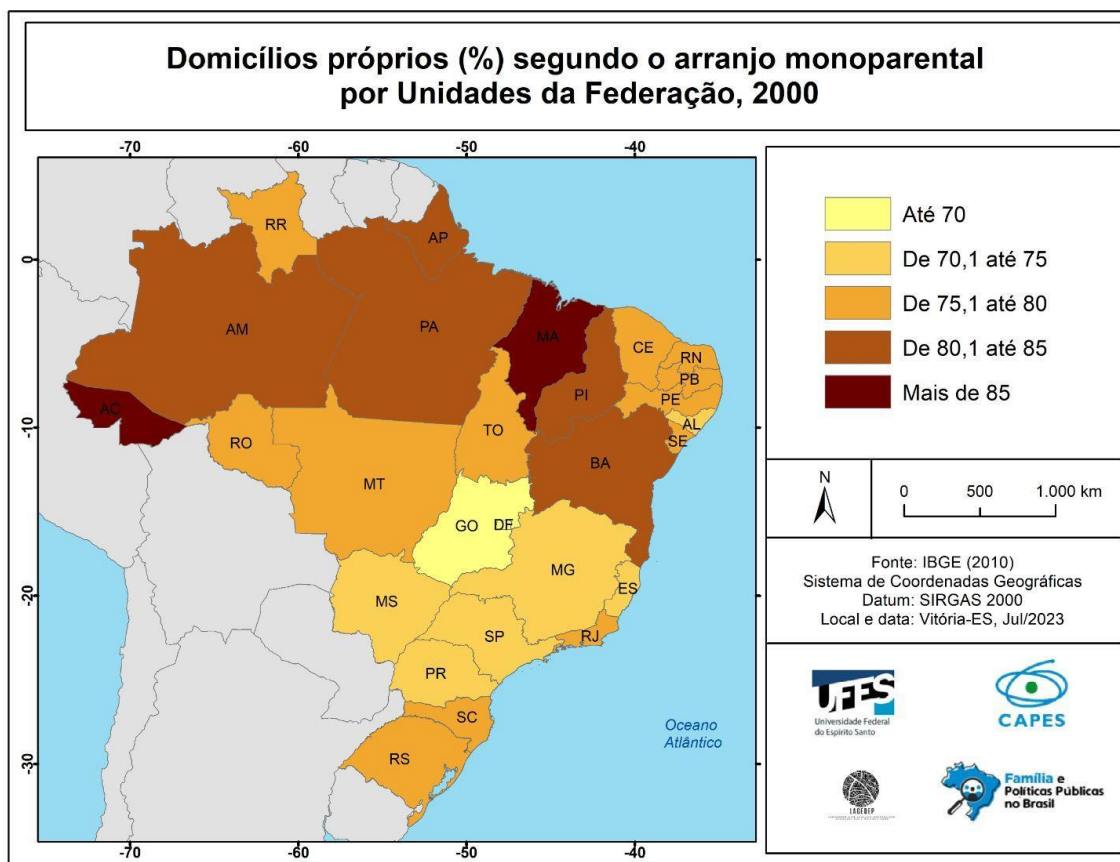 Domicílios próprios (%) segundo o arranjo monoparental
por Unidades da Federação, 2000
-70
-60
-50
-40
0
-10
-20
-30
RR
AP
AM
PA
MA
CE
RN
PB
PE
AL
SE
PI
AC
RO
TO
BA
MT
GO
DF
MG
ES
MS
SP
RJ
PR
SC
RS
Oceano
Atlântico
-70
-60
-50
-40
Até 70
De 70,1 até 75
De 75,1 até 80
De 80,1 até 85
Mais de 85
N
0 500 1.000 km
Fonte: IBGE (2010)
Sistema de Coordenadas Geográficas
Datum: SIRGAS 2000
Local e data: Vitória-ES, Jul/2023
UFES
Universidade Federal
do Espírito Santo
CAPES
LAGEDEP
Família e
Políticas Públicas
no Brasil